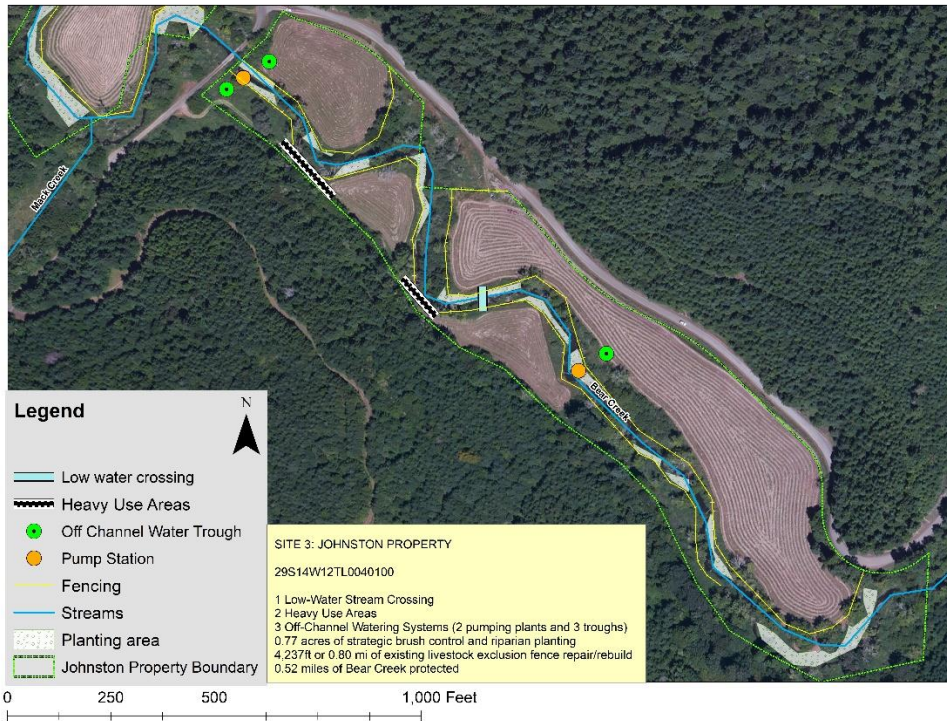 Mack Creek
Bear Creek
Legend
N
Low water crossing
Heavy Use Areas
Off Channel Water Trough
Pump Station
Fencing
Streams
Planting area
Johnston Property Boundary
SITE 3: JOHNSTON PROPERTY
29S14W12TL0040100
1 Low-Water Stream Crossing
2 Heavy Use Areas
3 Off-Channel Watering Systems (2 pumping plants and 3 troughs)
0.77 acres of strategic brush control and riparian planting
4,237ft or 0.80 mi of existing livestock exclusion fence repair/rebuild
0.52 miles of Bear Creek protected
0 250 500 1,000 Feet